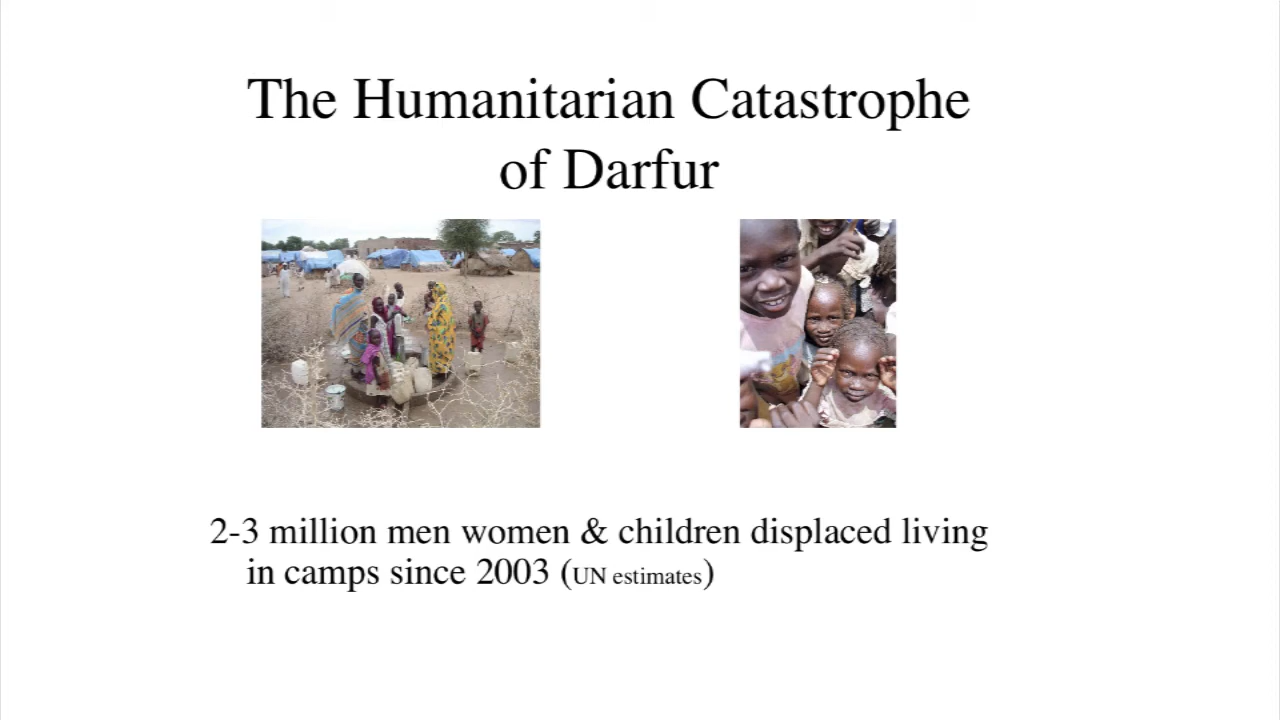 The Humanitarian Catastrophe
of Darfur
2-3 million men women & children displaced living
in camps since 2003 (UN estimates)